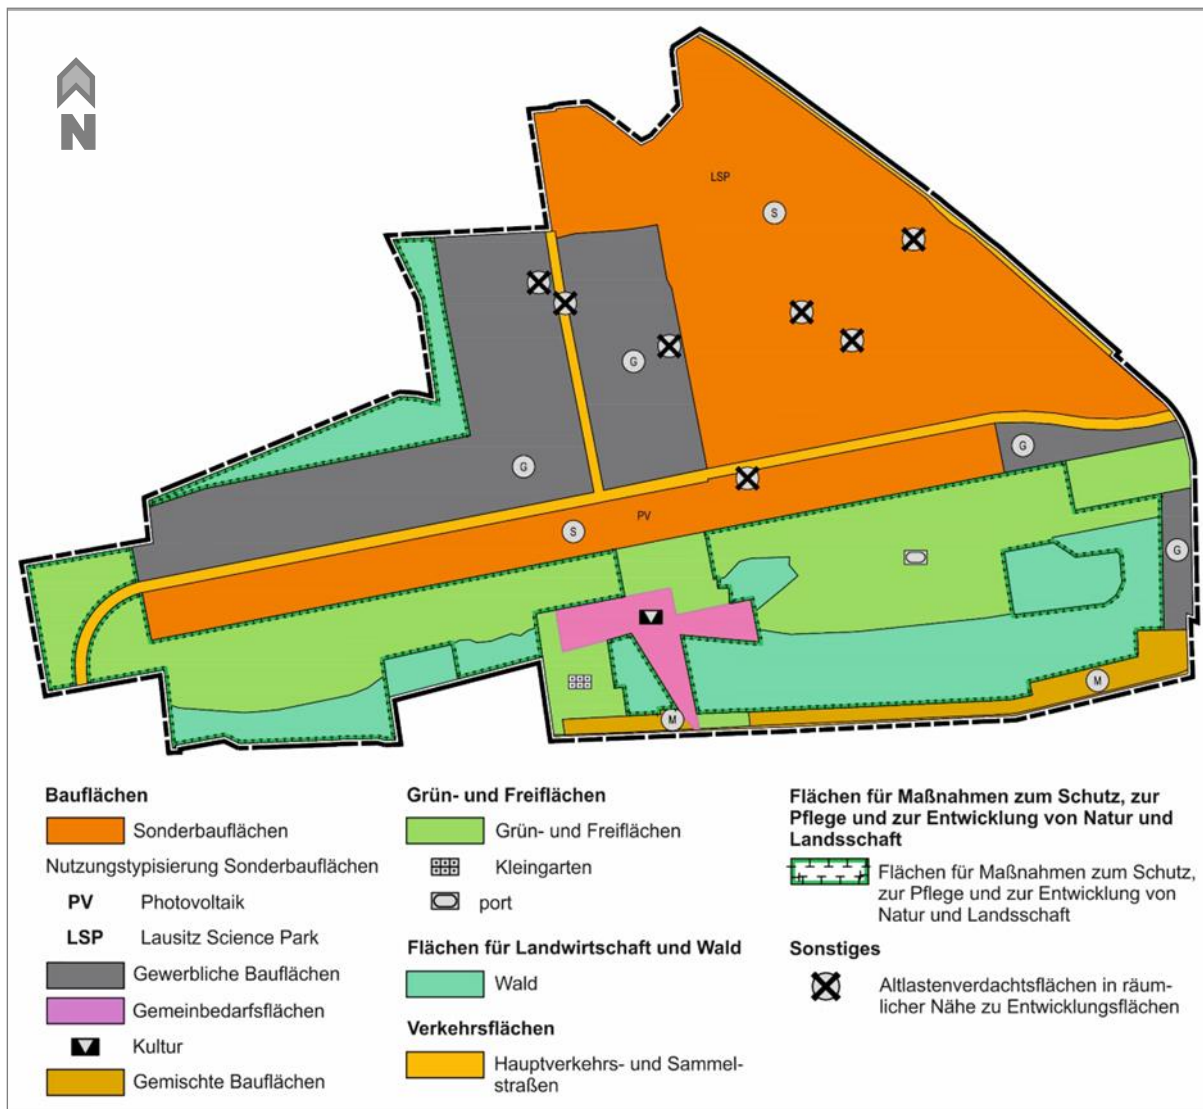 N
LSP
S
G
G
G
PV
S
G
M
M
Bauflächen
Sonderbauflächen
Nutzungstypisierung Sonderbauflächen
PV Photovoltaik
LSP Lausitz Science Park
Gewerbliche Bauflächen
Gemeinbedarfsflächen
Kultur
Gemischte Bauflächen
Grün- und Freiflächen
Grün- und Freiflächen
Kleingarten
port
Flächen für Landwirtschaft und Wald
Wald
Verkehrsflächen
Hauptverkehrs- und Sammel-
straßen
Flächen für Maßnahmen zum Schutz, zur
Pflege und zur Entwicklung von Natur und
Landsschaft
Flächen für Maßnahmen zum Schutz,
zur Pflege und zur Entwicklung von
Natur und Landsschaft
Sonstiges
Altlastenverdachtsflächen in räum-
licher Nähe zu Entwicklungsflächen